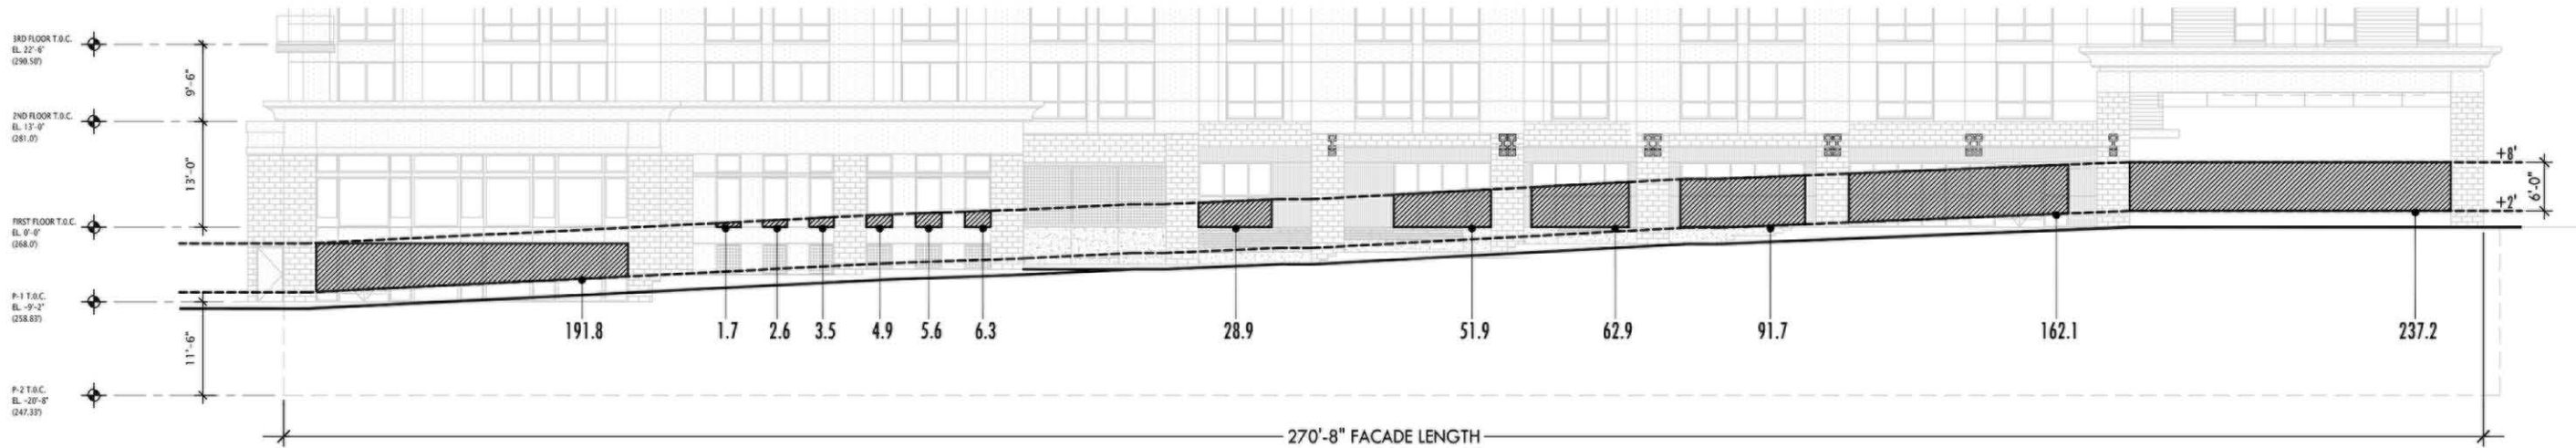 3RD FLOOR T.O.C.
EL. 22'-6"
(290.50')
9'-6"
2ND FLOOR T.O.C.
EL. 13'-0"
(281.0')
13'-0"
FIRST FLOOR T.O.C.
EL. 0'-0"
(268.0')
P-1 T.O.C.
EL. -9'-2"
(258.83')
11'-6"
P-2 T.O.C.
EL. -20'-8"
(247.33')
+8'
6'-0"
+2'
191.8
1.7
2.6
3.5
4.9
5.6
6.3
28.9
51.9
62.9
91.7
162.1
237.2
270'-8" FACADE LENGTH